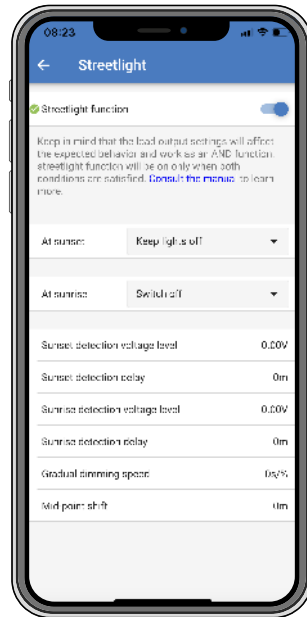 08:23
Streetlight
Streetlight function
Keep in mind that the load output settings will affect
the expected behavior and work as an AND function:
streetlight function will be on only when both
conditions are satisfied. Consult the manual to learn
more.
At sunset Keep lights off
At sunrise Switch off
Sunset detection voltage level 0.00V
Sunset detection delay 0m
Sunrise detection voltage level 0.00V
Sunrise detection delay 0m
Gradual dimming speed 0s/%
Mid point shift 0m